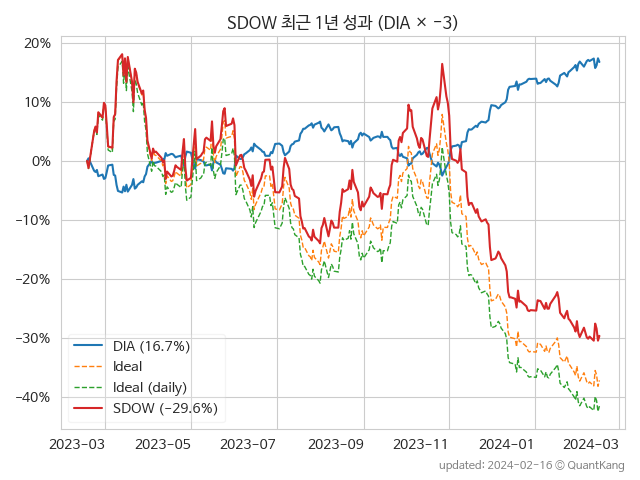 SDOW 최근 1년 성과 (DIA × −3)
20%
10%
0%
−10%
−20%
−30%
−40%
DIA (16.7%)
Ideal
Ideal (daily)
SDOW (−29.6%)
2023−03
2023−05
2023−07
2023−09
2023−11
2024−01
2024−03
updated: 2024−02−16 © QuantKang